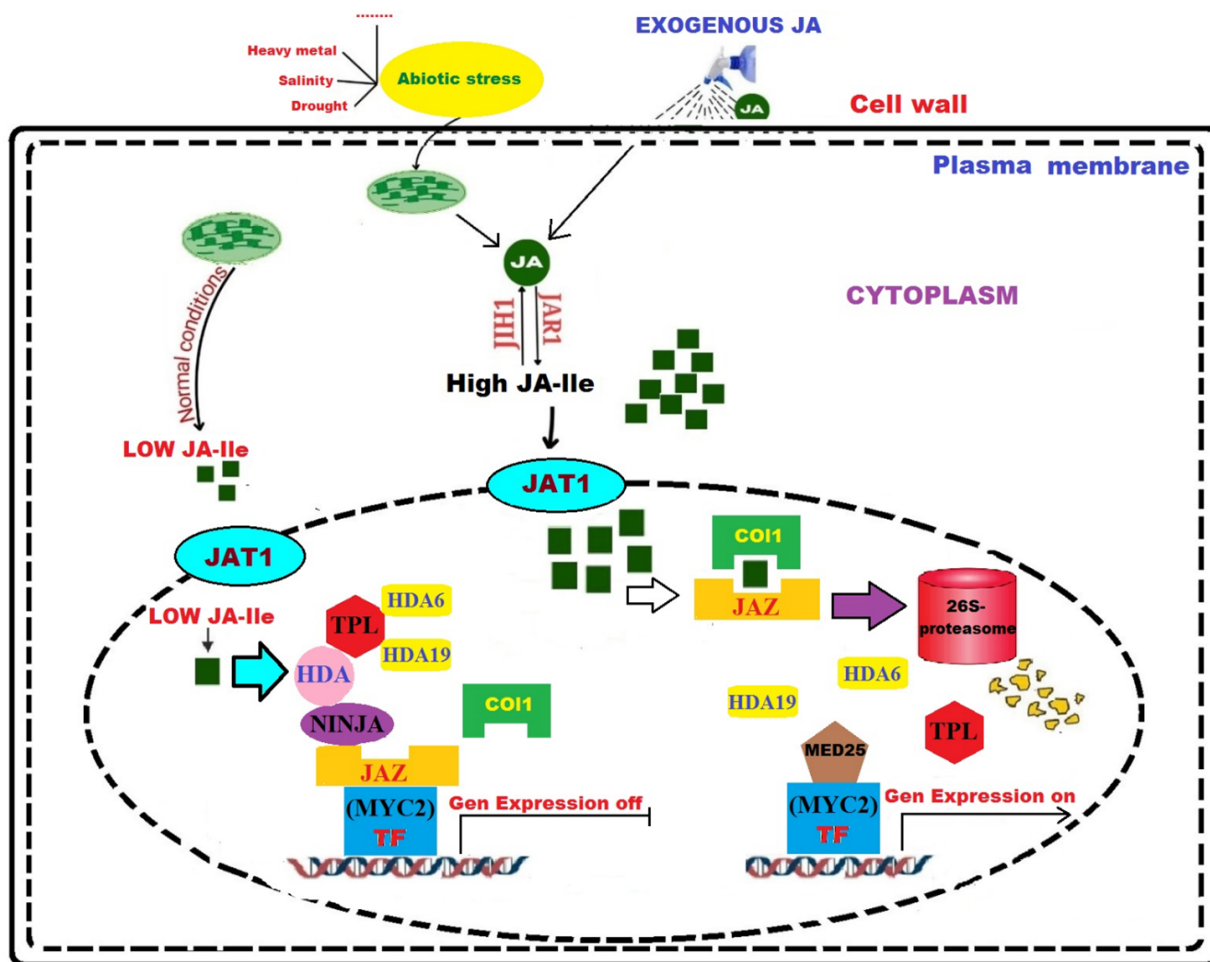 ........
Heavy metal
Salinity
Drought
Abiotic stress
EXOGENOUS JA
JA
Cell wall
Plasma membrane
CYTOPLASM
Normal conditions
JA
JIH1
JAR1
High JA-Ile
LOW JA-Ile
JAT1
JAT1
LOW JA-Ile
HDA6
TPL
HDA19
HDA
NINJA
COI1
JAZ
(MYC2)
TF
Gen Expression off
COI1
JAZ
26S-
proteasome
HDA6
HDA19
TPL
MED25
(MYC2)
TF
Gen Expression on